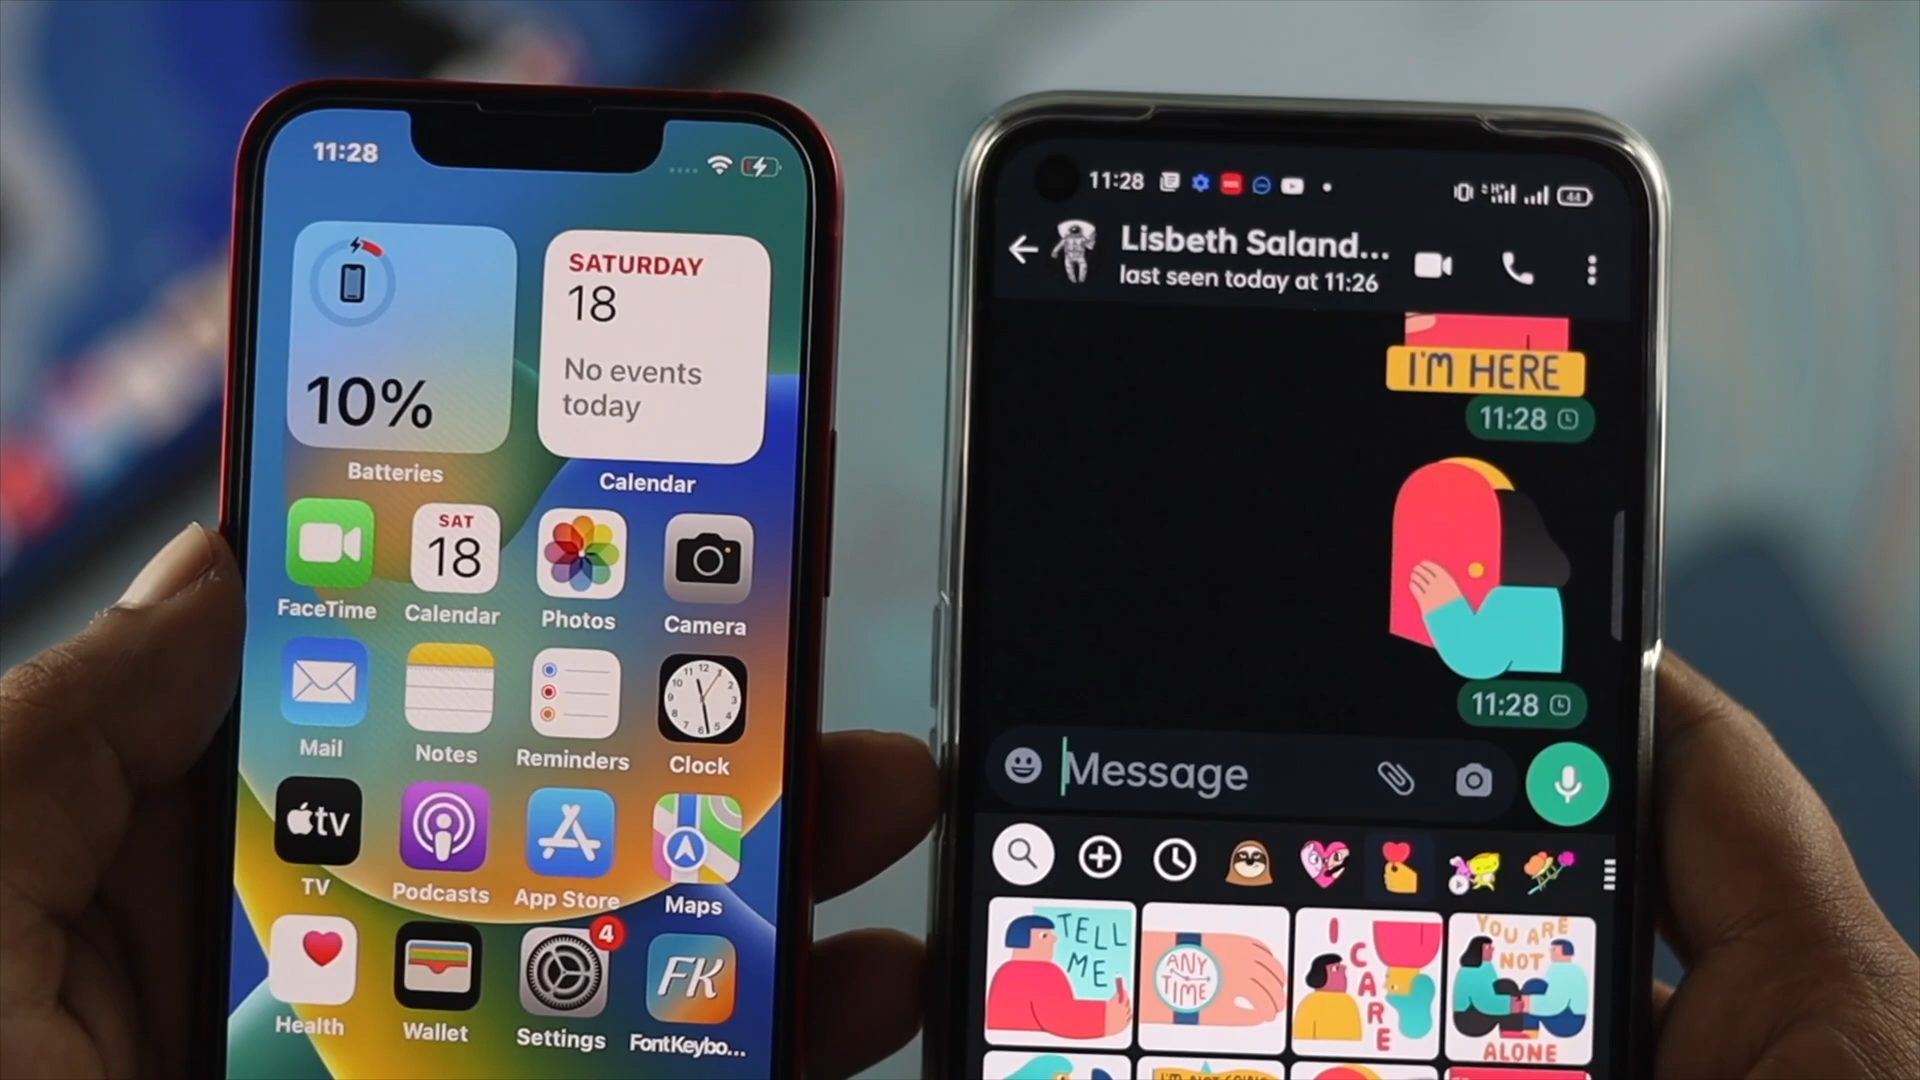 11:28
10%
Batteries
SATURDAY
18
No events
today
Calendar
FaceTime
SAT
18
Calendar
Photos
Camera
Mail
Notes
Reminders
Clock
tv
TV
Podcasts
App Store
Maps
Health
Wallet
4
Settings
FK
FontKeybo...
11:28
44
Lisbeth Saland...
last seen today at 11:26
I'M HERE
11:28
11:28
Message
TELL
ME
ANY
TIME
I
CARE
YOU ARE
NOT
ALONE
I'M NOT GOING